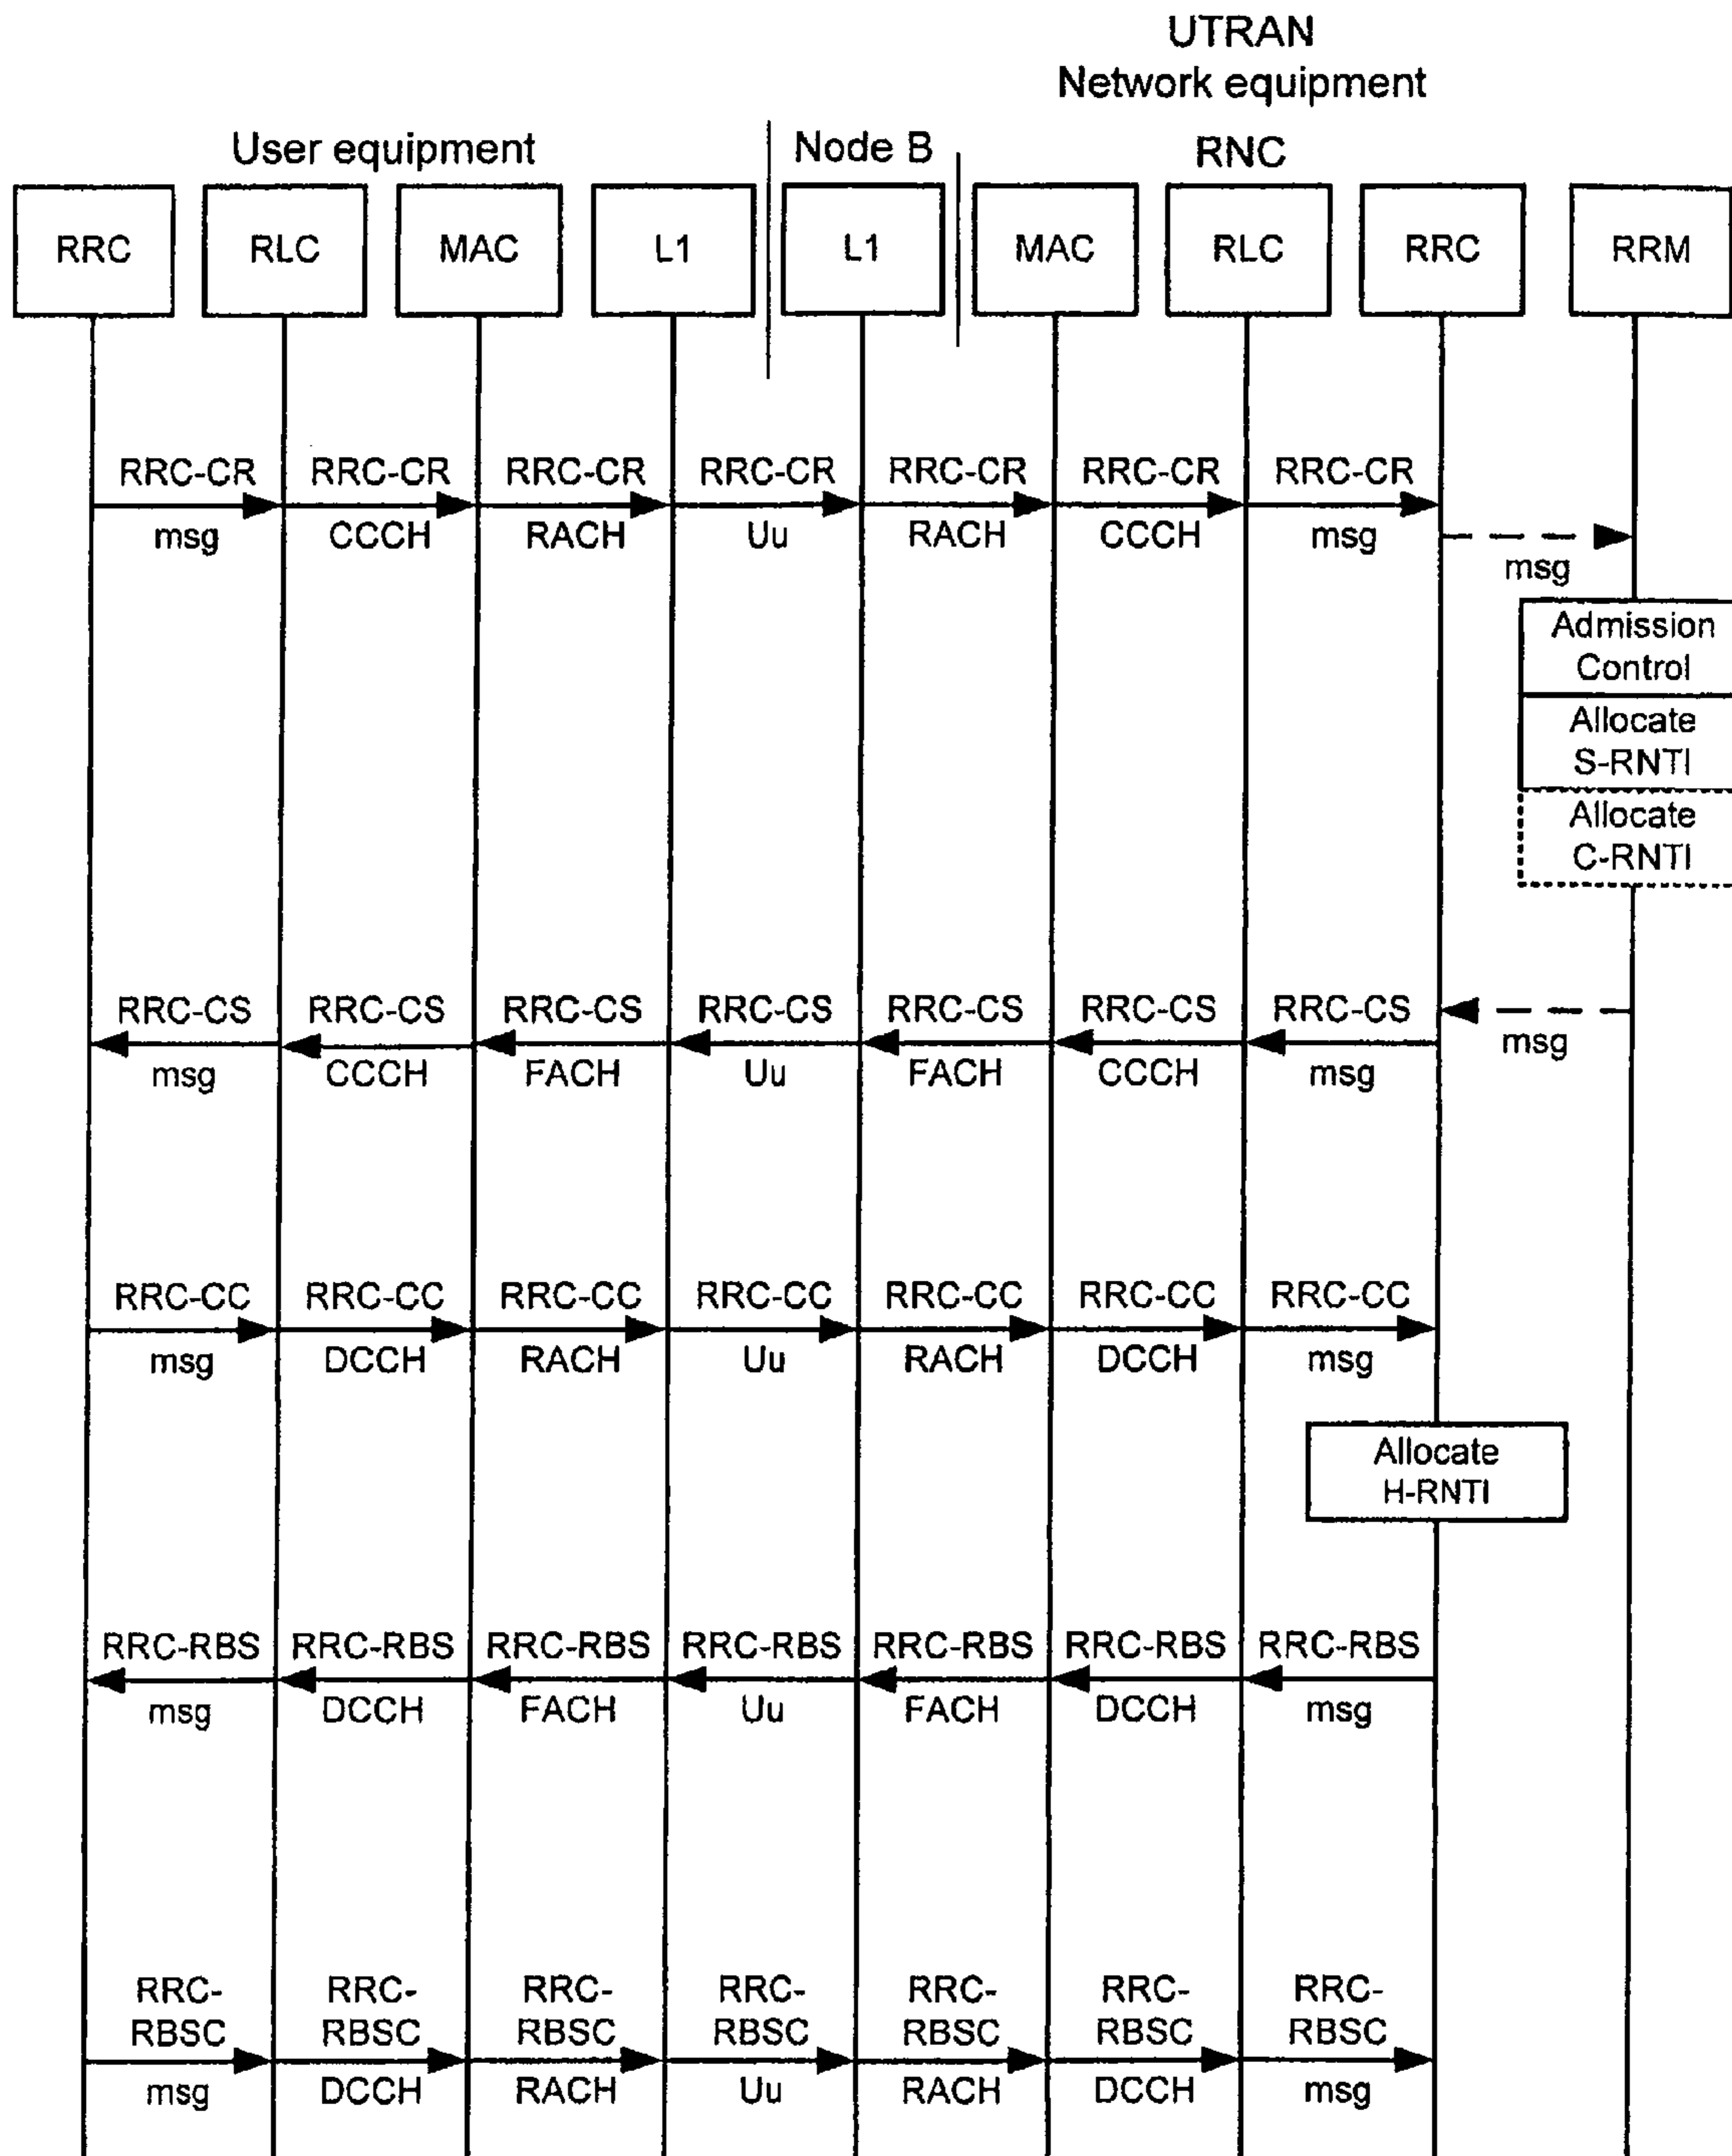 UTRAN
Network equipment
User equipment
Node B
RNC
RRC
RLC
MAC
L1
L1
MAC
RLC
RRC
RRM
RRC-CR
RRC-CR
RRC-CR
RRC-CR
RRC-CR
RRC-CR
RRC-CR
msg
CCCH
RACH
Uu
RACH
CCCH
msg
msg
Admission
Control
Allocate
S-RNTI
Allocate
C-RNTI
RRC-CS
RRC-CS
RRC-CS
RRC-CS
RRC-CS
RRC-CS
RRC-CS
msg
msg
CCCH
FACH
Uu
FACH
CCCH
msg
RRC-CC
RRC-CC
RRC-CC
RRC-CC
RRC-CC
RRC-CC
RRC-CC
msg
DCCH
RACH
Uu
RACH
DCCH
msg
Allocate
H-RNTI
RRC-RBS
RRC-RBS
RRC-RBS
RRC-RBS
RRC-RBS
RRC-RBS
RRC-RBS
msg
DCCH
FACH
Uu
FACH
DCCH
msg
RRC-
RBSC
RRC-
RBSC
RRC-
RBSC
RRC-
RBSC
RRC-
RBSC
RRC-
RBSC
RRC-
RBSC
msg
DCCH
RACH
Uu
RACH
DCCH
msg